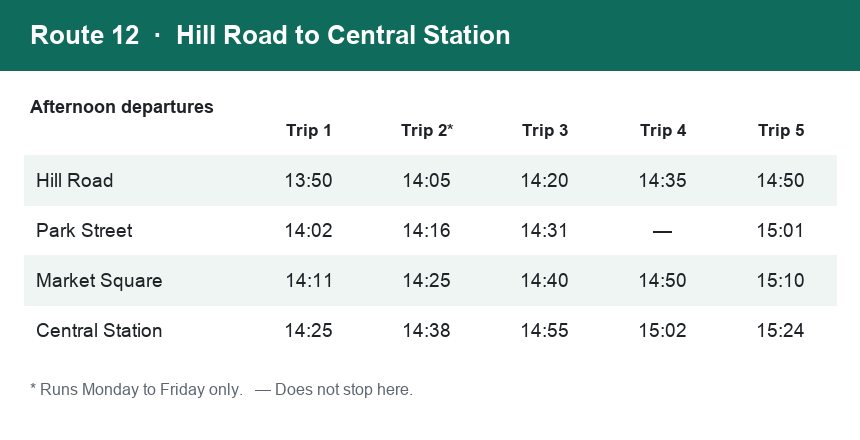 Route 12 · Hill Road to Central Station
Afternoon departures
Trip 1 Trip 2* Trip 3 Trip 4 Trip 5
Hill Road 13:50 14:05 14:20 14:35 14:50
Park Street 14:02 14:16 14:31 — 15:01
Market Square 14:11 14:25 14:40 14:50 15:10
Central Station 14:25 14:38 14:55 15:02 15:24
* Runs Monday to Friday only. — Does not stop here.